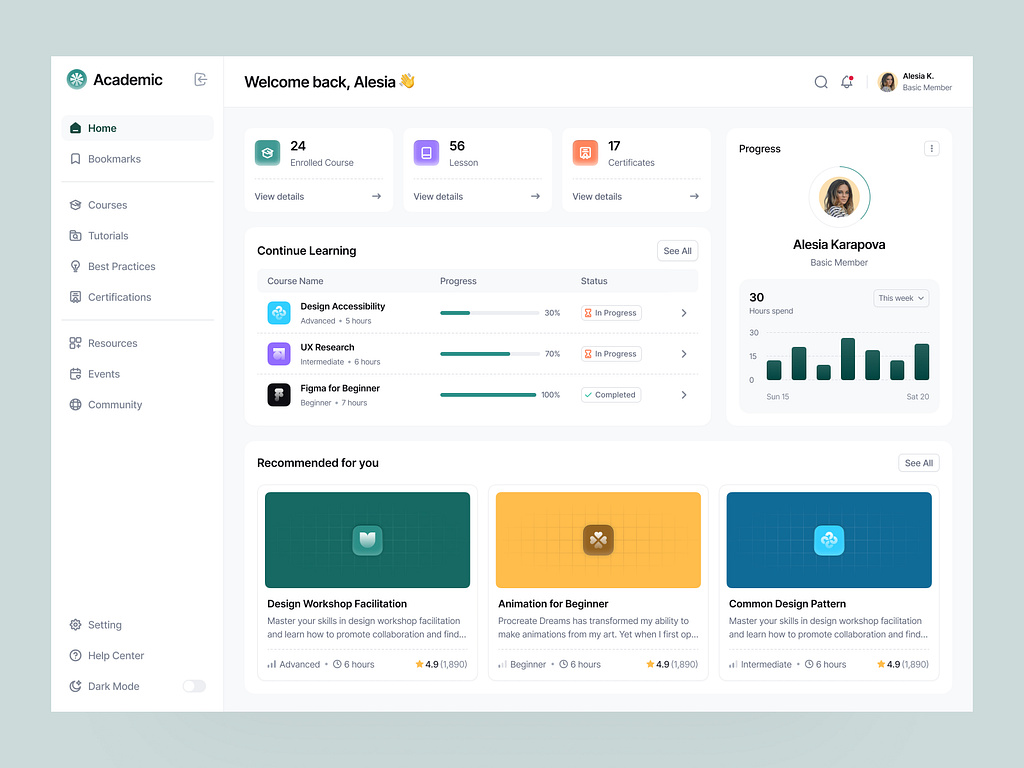 Academic
Home
Bookmarks
Courses
Tutorials
Best Practices
Certifications
Resources
Events
Community
Setting
Help Center
Dark Mode
Welcome back, Alesia 👋
Alesia K.
Basic Member
24
Enrolled Course
View details
56
Lesson
View details
17
Certificates
View details
Continue Learning
See All
Course Name Progress Status
Design Accessibility
Advanced • 5 hours
30%
In Progress
UX Research
Intermediate • 6 hours
70%
In Progress
Figma for Beginner
Beginner • 7 hours
100%
Completed
Progress
Alesia Karapova
Basic Member
30
Hours spend
This week
30
15
0
Sun 15 Sat 20
Recommended for you
See All
Design Workshop Facilitation
Master your skills in design workshop facilitation
and learn how to promote collaboration and find...
Advanced • 6 hours 4.9 (1,890)
Animation for Beginner
Procreate Dreams has transformed my ability to
make animations from my art. Yet when I first op...
Beginner • 6 hours 4.9 (1,890)
Common Design Pattern
Master your skills in design workshop facilitation
and learn how to promote collaboration and find...
Intermediate • 6 hours 4.9 (1,890)